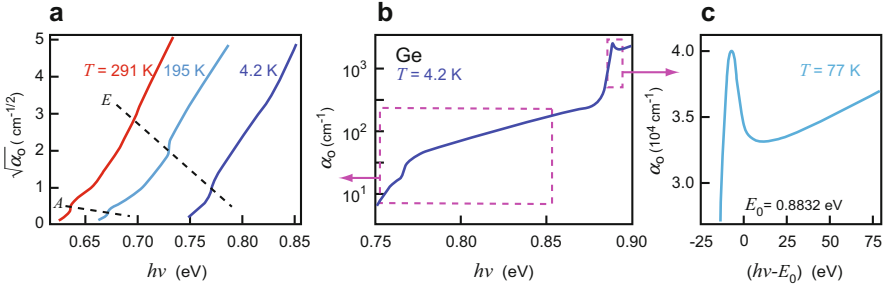 a
5
4
3
2
1
0
√αₒ (cm⁻¹ᐟ²)
T = 291 K
195 K
4.2 K
E
A
0.65 0.70 0.75 0.80 0.85
hν (eV)
b
10³
10²
10¹
αₒ (cm⁻¹)
Ge
T = 4.2 K
0.75 0.80 0.85 0.90
hν (eV)
c
4.0
3.5
3.0
αₒ (10⁴ cm⁻¹)
T = 77 K
E₀ = 0.8832 eV
-25 0 25 50 75
(hν-E₀) (eV)